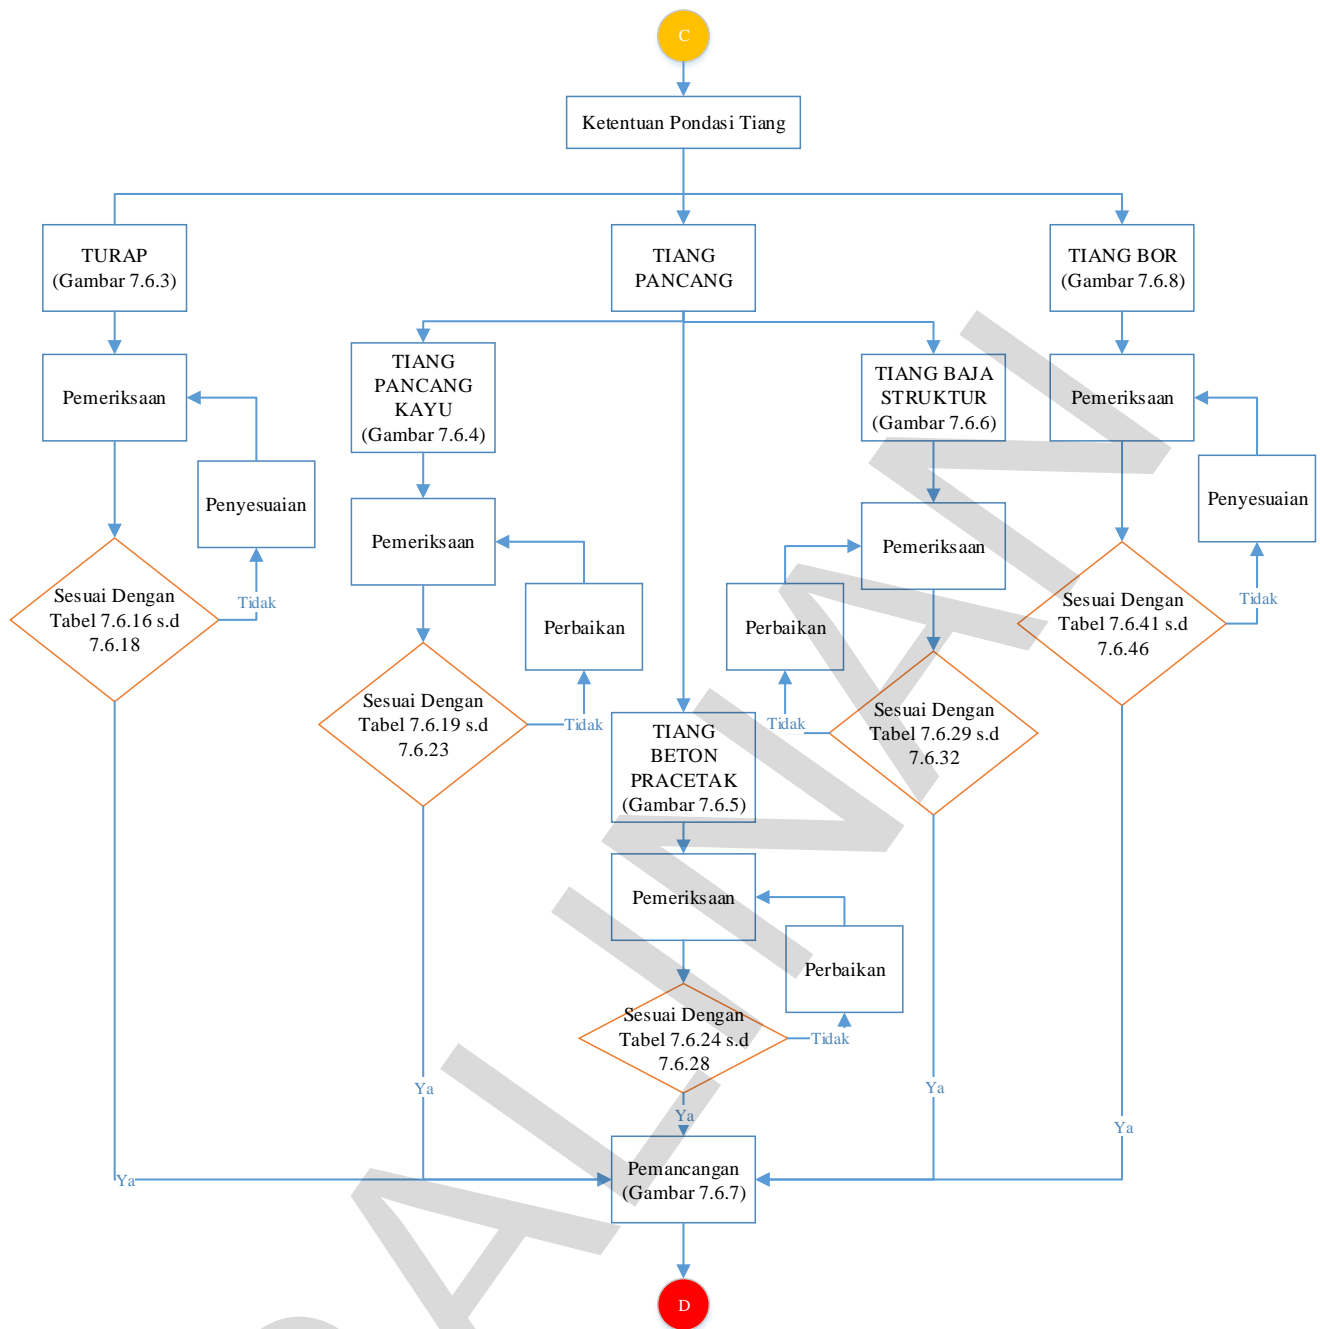 C
Ketentuan Pondasi Tiang
TURAP
(Gambar 7.6.3)
TIANG
PANCANG
TIANG BOR
(Gambar 7.6.8)
TIANG
PANCANG
KAYU
(Gambar 7.6.4)
TIANG BAJA
STRUKTUR
(Gambar 7.6.6)
Pemeriksaan
Pemeriksaan
Penyesuaian
Penyesuaian
Pemeriksaan
Pemeriksaan
Sesuai Dengan
Tabel 7.6.16 s.d
7.6.18
Tidak
Perbaikan
Perbaikan
Sesuai Dengan
Tabel 7.6.41 s.d
7.6.46
Tidak
Sesuai Dengan
Tabel 7.6.19 s.d
7.6.23
Tidak
TIANG
BETON
PRACETAK
(Gambar 7.6.5)
Tidak
Sesuai Dengan
Tabel 7.6.29 s.d
7.6.32
Pemeriksaan
Perbaikan
Sesuai Dengan
Tabel 7.6.24 s.d
7.6.28
Tidak
Ya
Ya
Ya
Ya
Ya
Pemancangan
(Gambar 7.6.7)
D
SALINAN